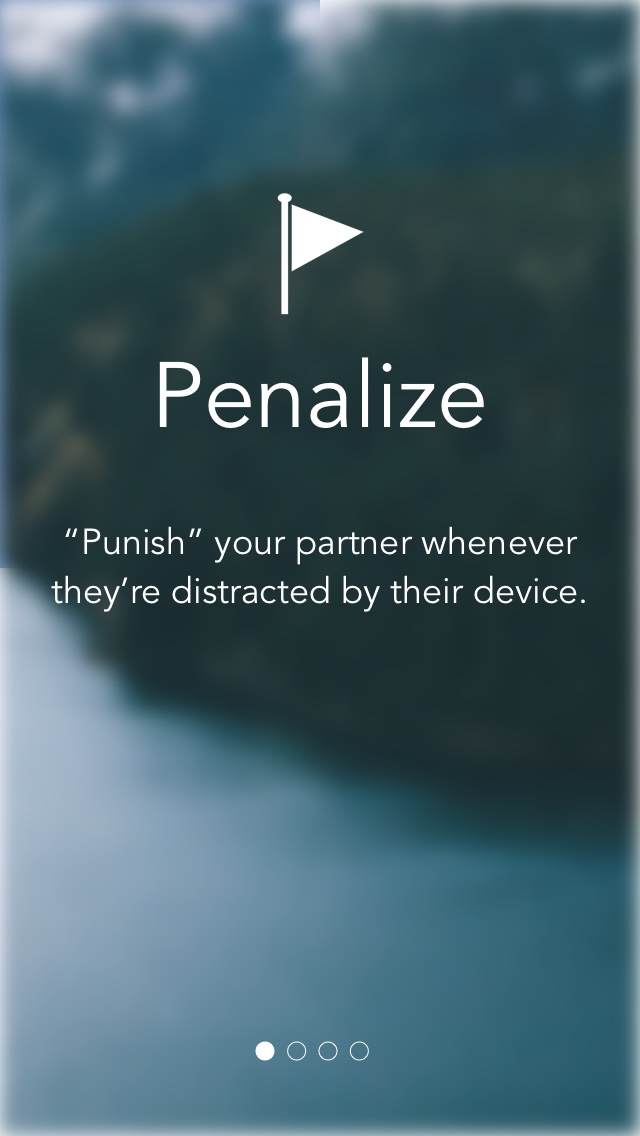 Penalize
“Punish” your partner whenever
they’re distracted by their device.